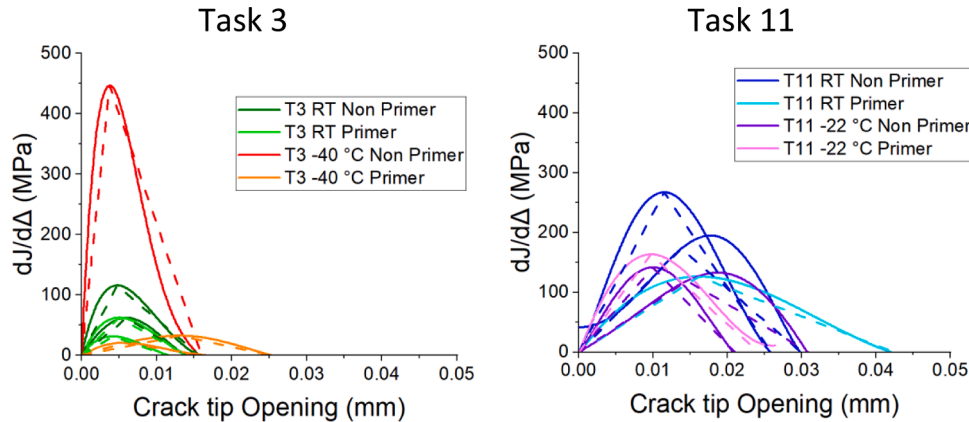 Task 3
500
400
300
200
100
0
0.00 0.01 0.02 0.03 0.04 0.05
dJ/dΔ (MPa)
Crack tip Opening (mm)
T3 RT Non Primer
T3 RT Primer
T3 -40 °C Non Primer
T3 -40 °C Primer
Task 11
500
400
300
200
100
0
0.00 0.01 0.02 0.03 0.04 0.05
dJ/dΔ (MPa)
Crack tip Opening (mm)
T11 RT Non Primer
T11 RT Primer
T11 -22 °C Non Primer
T11 -22 °C Primer